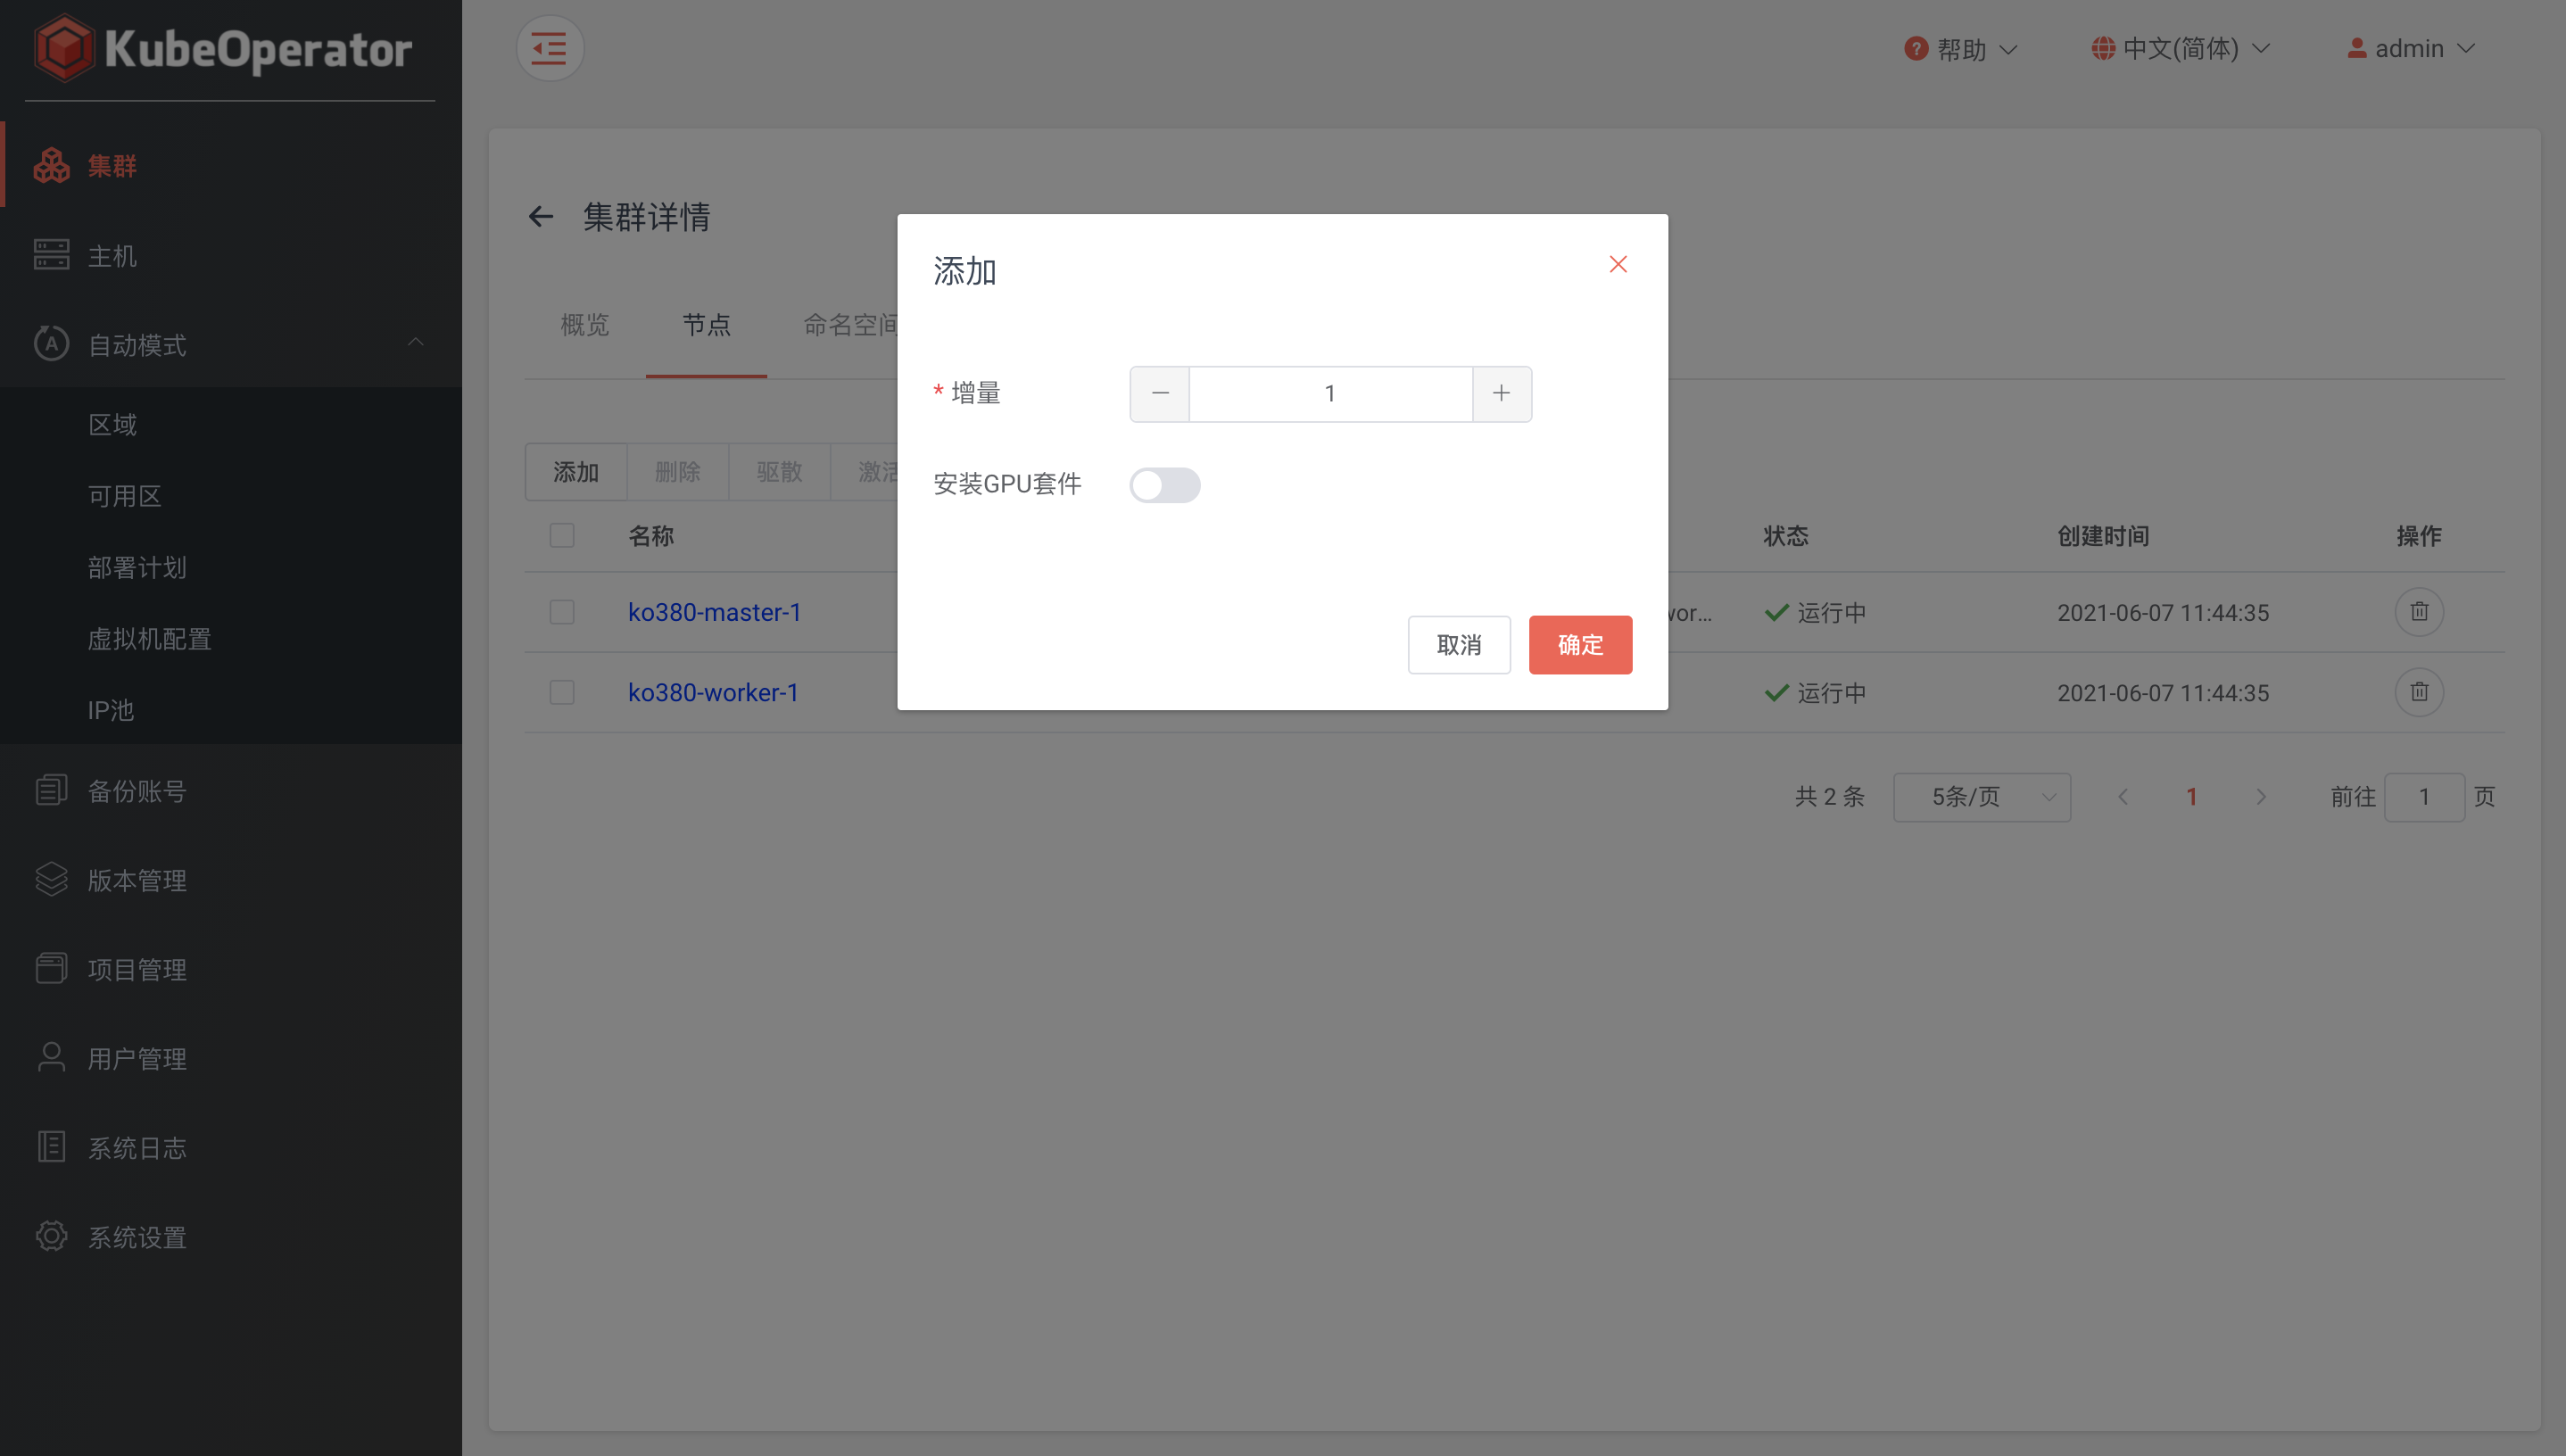 KubeOperator
帮助
中文(简体)
admin
集群
主机
自动模式
区域
可用区
部署计划
虚拟机配置
IP池
备份账号
版本管理
项目管理
用户管理
系统日志
系统设置
集群详情
概览 节点 命名空间
添加 删除 驱散 激活
名称 状态 创建时间 操作
ko380-master-1 wor... 运行中 2021-06-07 11:44:35
ko380-worker-1 运行中 2021-06-07 11:44:35
共 2 条 5条/页 1 前往 1 页
添加
* 增量 1
安装GPU套件
取消 确定